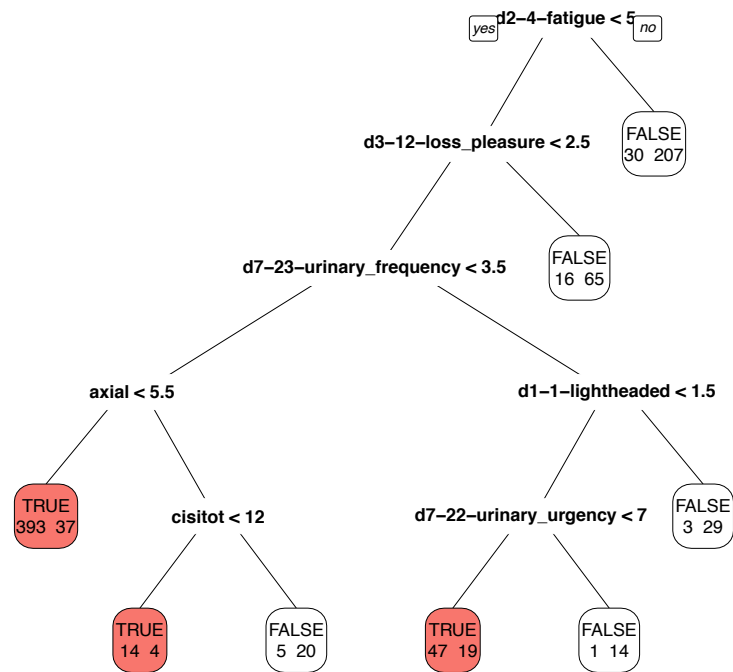 d2−4−fatigue < 5
yes
no
FALSE
30 207
d3−12−loss_pleasure < 2.5
FALSE
16 65
d7−23−urinary_frequency < 3.5
axial < 5.5
d1−1−lightheaded < 1.5
TRUE
393 37
cisitot < 12
d7−22−urinary_urgency < 7
FALSE
3 29
TRUE
14 4
FALSE
5 20
TRUE
47 19
FALSE
1 14